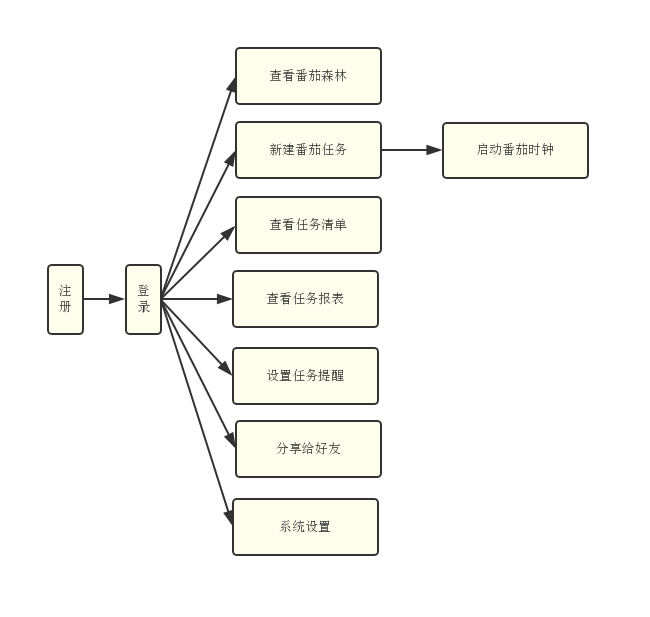 查看番茄森林
新建番茄任务
启动番茄时钟
查看任务清单
注
册
登
录
查看任务报表
设置任务提醒
分享给好友
系统设置